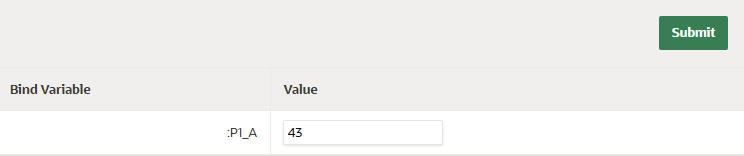 Submit
Bind Variable Value
:P1_A 43